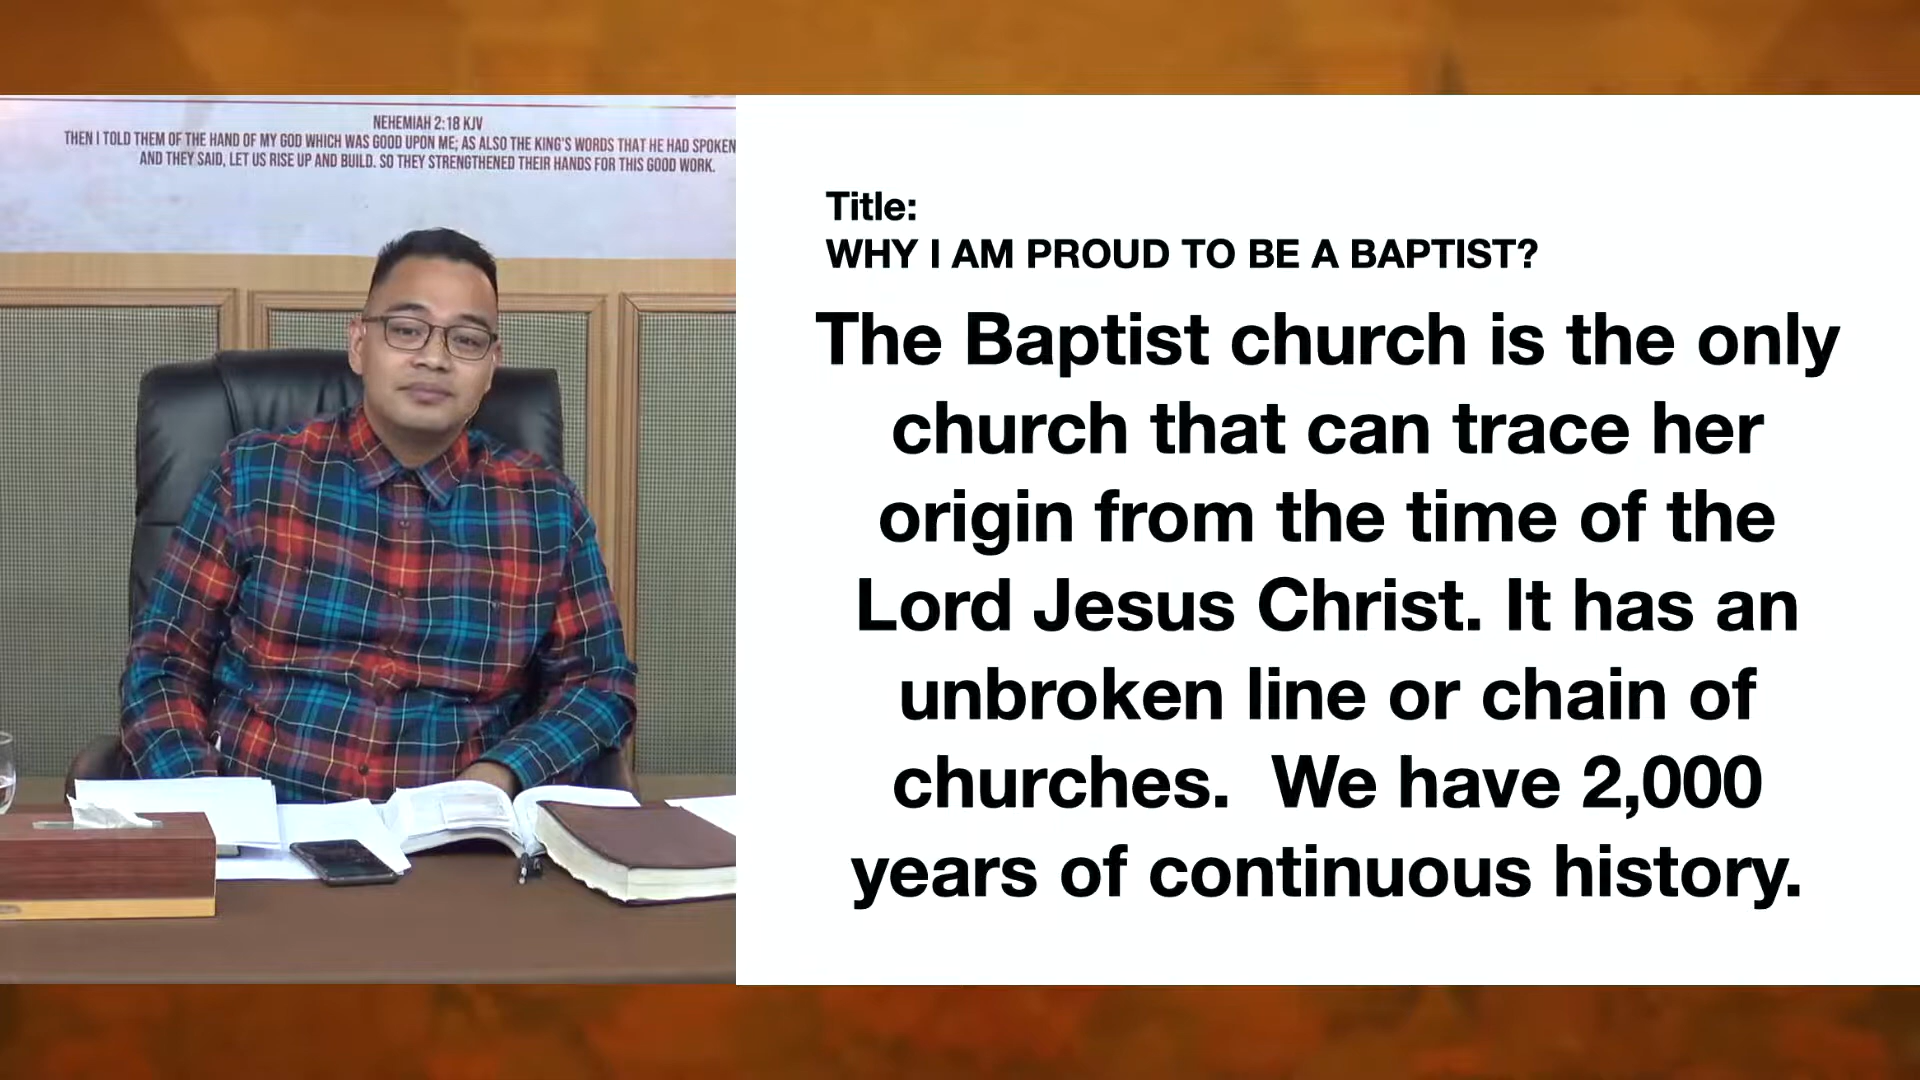 NEHEMIAH 2:18 KJV
THEN I TOLD THEM OF THE HAND OF MY GOD WHICH WAS GOOD UPON ME; AS ALSO THE KING'S WORDS THAT HE HAD SPOKEN
AND THEY SAID, LET US RISE UP AND BUILD. SO THEY STRENGTHENED THEIR HANDS FOR THIS GOOD WORK.
Title:
WHY I AM PROUD TO BE A BAPTIST?
The Baptist church is the only
church that can trace her
origin from the time of the
Lord Jesus Christ. It has an
unbroken line or chain of
churches.  We have 2,000
years of continuous history.